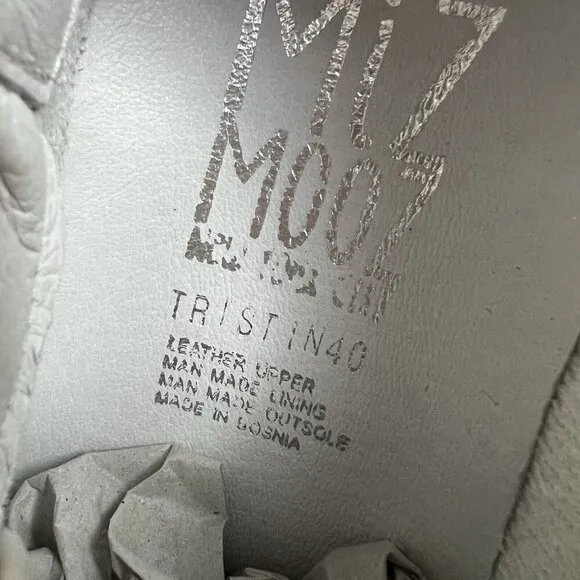 MiZ
MOOZ
TRISTIN40
LEATHER UPPER
MAN MADE LINING
MAN MADE OUTSOLE
MADE IN BOSNIA